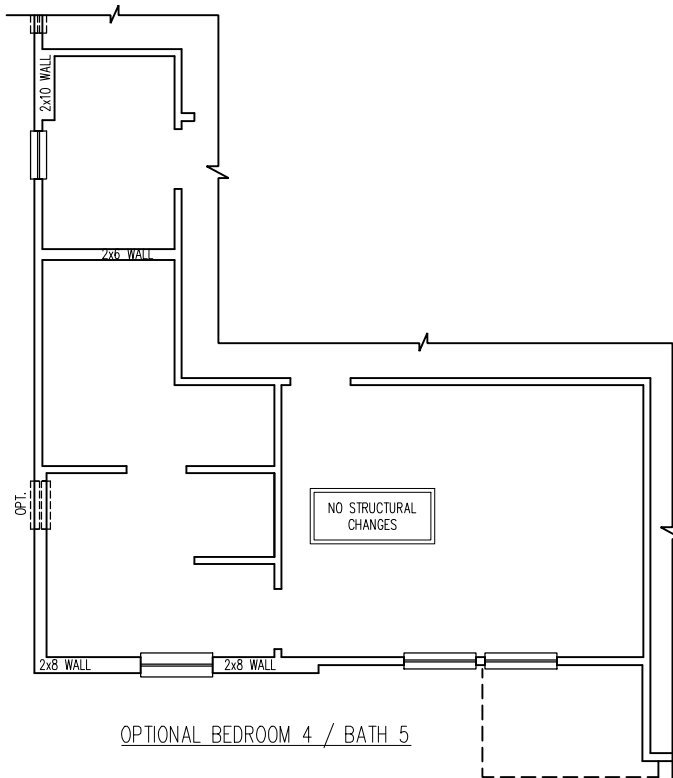 2x10 WALL
2x6 WALL
OPT.
NO STRUCTURAL
CHANGES
2x8 WALL
2x8 WALL
OPTIONAL BEDROOM 4 / BATH 5